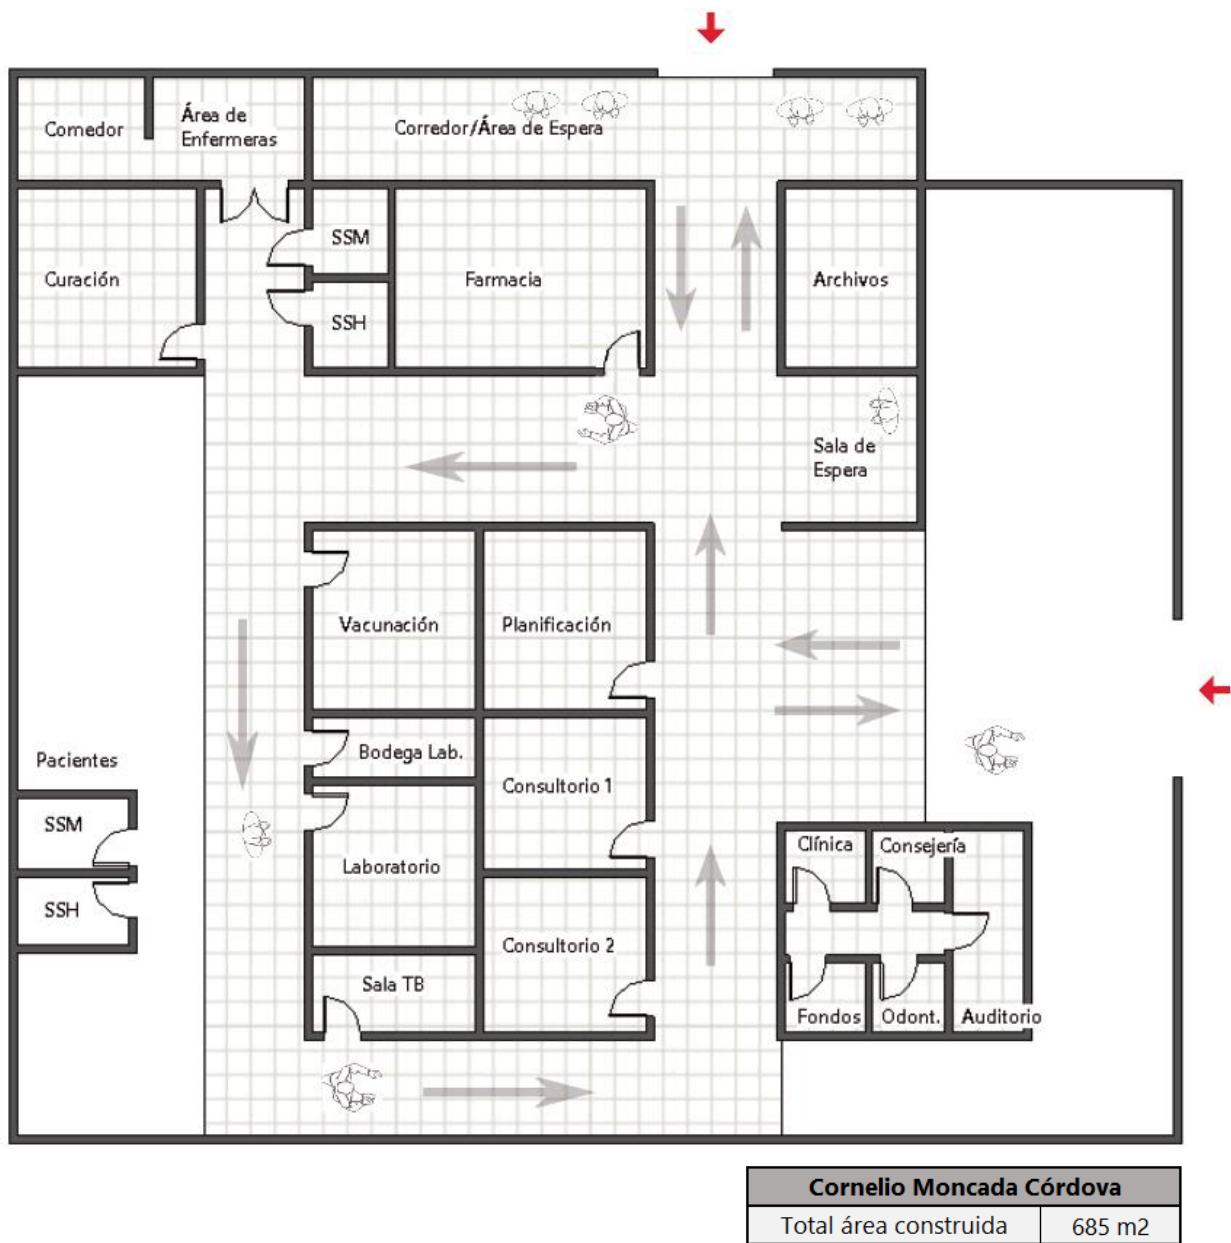 Comedor
Área de
Enfermeras
Corredor/Área de Espera
Curación
SSM
SSH
Farmacia
Archivos
Sala de
Espera
Vacunación
Planificación
Bodega Lab.
Consultorio 1
Pacientes
SSM
SSH
Laboratorio
Consultorio 2
Sala TB
Clínica
Consejería
Fondos
Odont.
Auditorio
Cornelio Moncada Córdova
Total área construida 685 m2